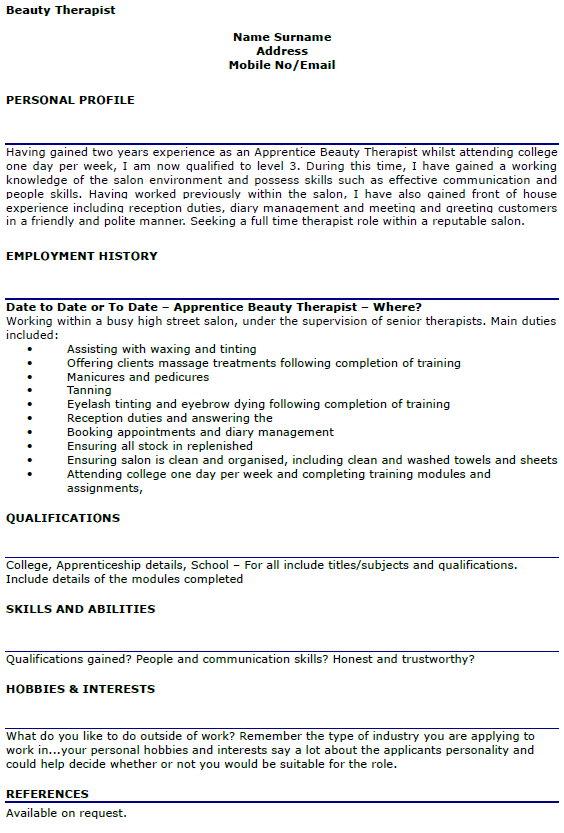 Beauty Therapist
Name Surname
Address
Mobile No/Email
PERSONAL PROFILE
Having gained two years experience as an Apprentice Beauty Therapist whilst attending college
one day per week, I am now qualified to level 3. During this time, I have gained a working
knowledge of the salon environment and possess skills such as effective communication and
people skills. Having worked previously within the salon, I have also gained front of house
experience including reception duties, diary management and meeting and greeting customers
in a friendly and polite manner. Seeking a full time therapist role within a reputable salon.
EMPLOYMENT HISTORY
Date to Date or To Date – Apprentice Beauty Therapist – Where?
Working within a busy high street salon, under the supervision of senior therapists. Main duties
included:
• Assisting with waxing and tinting
• Offering clients massage treatments following completion of training
• Manicures and pedicures
• Tanning
• Eyelash tinting and eyebrow dying following completion of training
• Reception duties and answering the
• Booking appointments and diary management
• Ensuring all stock in replenished
• Ensuring salon is clean and organised, including clean and washed towels and sheets
• Attending college one day per week and completing training modules and
assignments,
QUALIFICATIONS
College, Apprenticeship details, School – For all include titles/subjects and qualifications.
Include details of the modules completed
SKILLS AND ABILITIES
Qualifications gained? People and communication skills? Honest and trustworthy?
HOBBIES & INTERESTS
What do you like to do outside of work? Remember the type of industry you are applying to
work in...your personal hobbies and interests say a lot about the applicants personality and
could help decide whether or not you would be suitable for the role.
REFERENCES
Available on request.